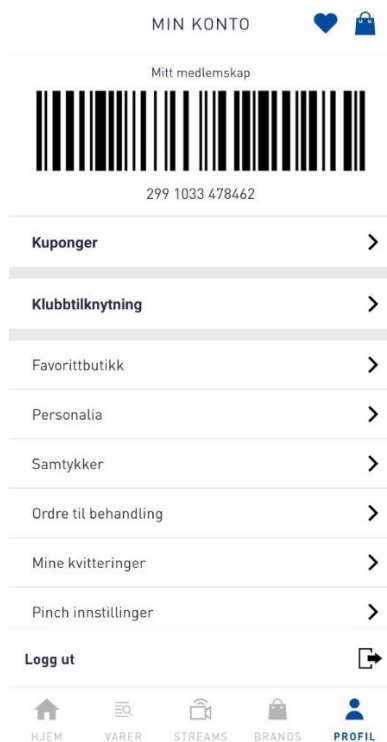 MIN KONTO
Mitt medlemskap
299 1033 478462
Kuponger
Klubbtilknytning
Favorittbutikk
Personalia
Samtykker
Ordre til behandling
Mine kvitteringer
Pinch innstillinger
Logg ut
HJEM VARER STREAMS BRANDS PROFIL